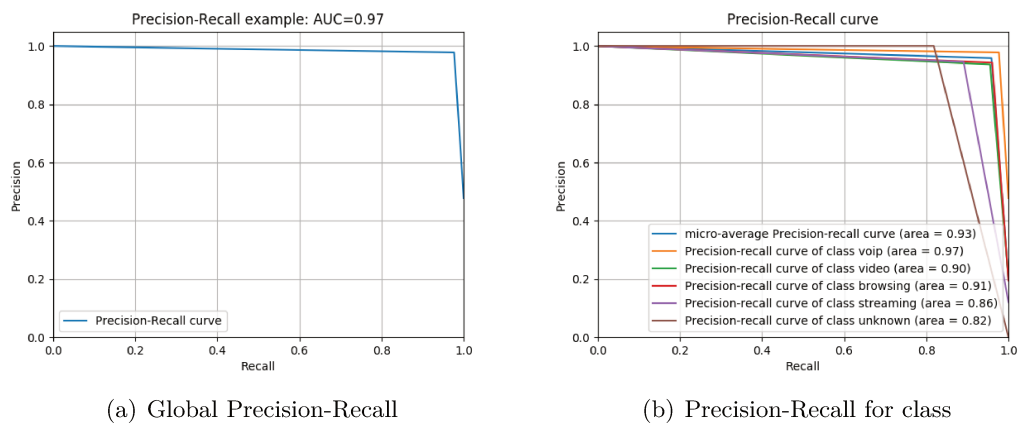 Precision-Recall example: AUC=0.97
1.0
0.8
0.6
0.4
0.2
0.0
Precision
Precision-Recall curve
0.0 0.2 0.4 0.6 0.8 1.0
Recall
(a) Global Precision-Recall
Precision-Recall curve
1.0
0.8
0.6
0.4
0.2
0.0
Precision
micro-average Precision-recall curve (area = 0.93)
Precision-recall curve of class voip (area = 0.97)
Precision-recall curve of class video (area = 0.90)
Precision-recall curve of class browsing (area = 0.91)
Precision-recall curve of class streaming (area = 0.86)
Precision-recall curve of class unknown (area = 0.82)
0.0 0.2 0.4 0.6 0.8 1.0
Recall
(b) Precision-Recall for class